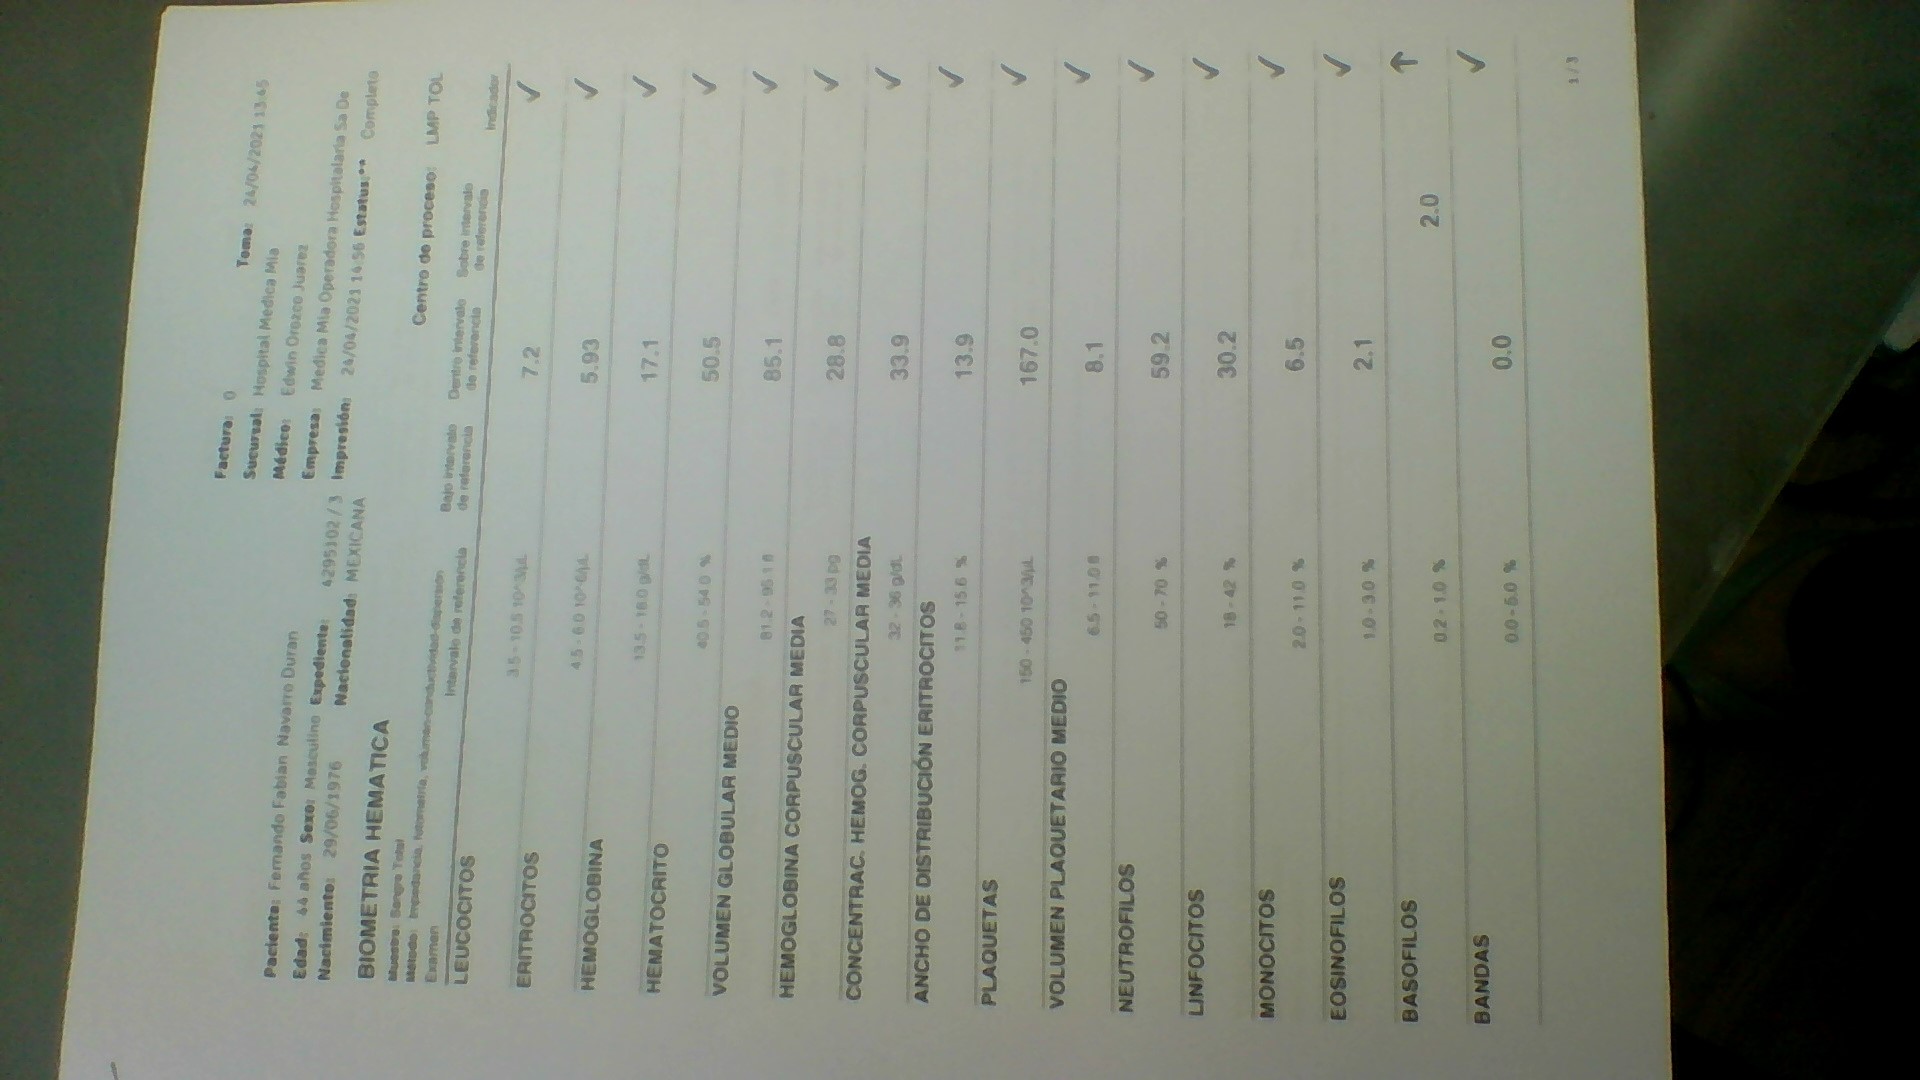 Factura: 0
Toma: 24/04/2021 13:45
Sucursal: Hospital Medica Mia
Médico: Edwin Orozco Juarez
Empresa: Medica Mia Operadora Hospitalaria Sa De
Impresión: 24/04/2021 14:56 Estatus:** Completo
Paciente: Fernando Fabian Navarro Duran
Edad: 44 años Sexo: Masculino Expediente: 4295102 / 3
Nacimiento: 29/06/1976 Nacionalidad: MEXICANA
BIOMETRIA HEMATICA
Muestra: Sangre Total
Método: Impedancia, fotometría, volumen-conductividad-dispersión
Centro de proceso: LMP TOL
Examen Intervalo de referencia Bajo intervalo de referencia Dentro intervalo de referencia Sobre intervalo de referencia Indicador
LEUCOCITOS
3.5 - 10.5 10^3/µL 7.2 ✓
ERITROCITOS
4.5 - 6.0 10^6/µL 5.93 ✓
HEMOGLOBINA
13.5 - 18.0 g/dL 17.1 ✓
HEMATOCRITO
40.5 - 54.0 % 50.5 ✓
VOLUMEN GLOBULAR MEDIO
81.2 - 95.1 fl 85.1 ✓
HEMOGLOBINA CORPUSCULAR MEDIA
27 - 33 pg 28.8 ✓
CONCENTRAC. HEMOG. CORPUSCULAR MEDIA
32 - 36 g/dL 33.9 ✓
ANCHO DE DISTRIBUCIÓN ERITROCITOS
11.8 - 15.6 % 13.9 ✓
PLAQUETAS
150 - 450 10^3/µL 167.0 ✓
VOLUMEN PLAQUETARIO MEDIO
6.5 - 11.0 fl 8.1 ✓
NEUTROFILOS
50 - 70 % 59.2 ✓
LINFOCITOS
18 - 42 % 30.2 ✓
MONOCITOS
2.0 - 11.0 % 6.5 ✓
EOSINOFILOS
1.0 - 3.0 % 2.1 ✓
BASOFILOS
0.2 - 1.0 % 2.0 ↑
BANDAS
0.0 - 5.0 % 0.0 ✓
1 / 3